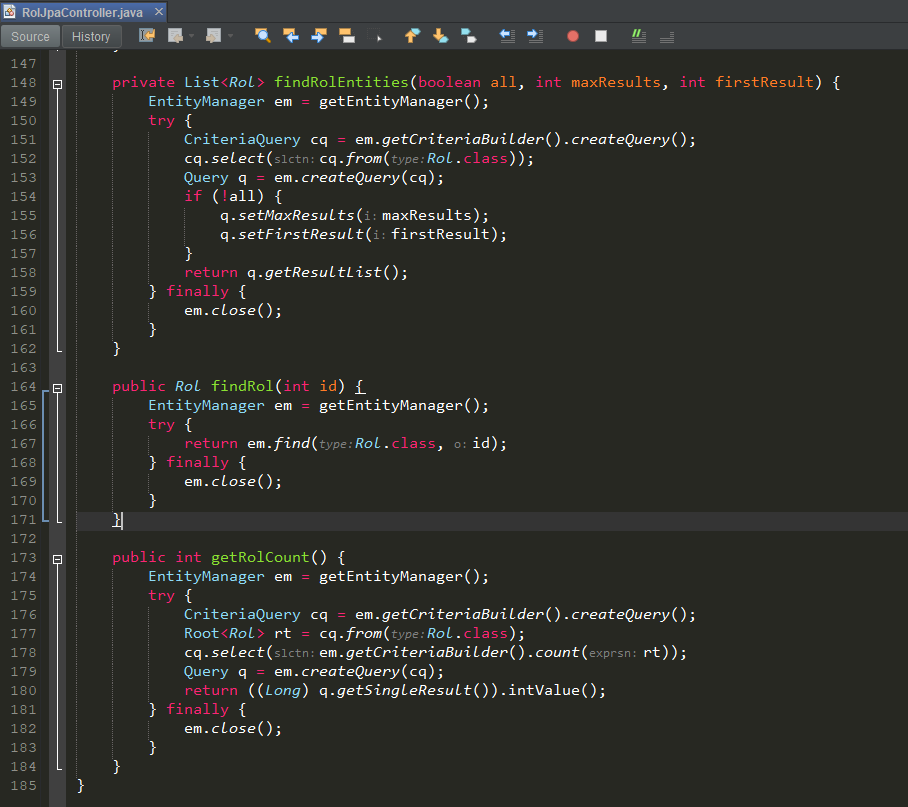 RolJpaController.java ×
Source History
147
148 private List<Rol> findRolEntities(boolean all, int maxResults, int firstResult) {
149 EntityManager em = getEntityManager();
150 try {
151 CriteriaQuery cq = em.getCriteriaBuilder().createQuery();
152 cq.select(slctn: cq.from(type: Rol.class));
153 Query q = em.createQuery(cq);
154 if (!all) {
155 q.setMaxResults(i: maxResults);
156 q.setFirstResult(i: firstResult);
157 }
158 return q.getResultList();
159 } finally {
160 em.close();
161 }
162 }
163
164 public Rol findRol(int id) {
165 EntityManager em = getEntityManager();
166 try {
167 return em.find(type: Rol.class, o: id);
168 } finally {
169 em.close();
170 }
171 }
172
173 public int getRolCount() {
174 EntityManager em = getEntityManager();
175 try {
176 CriteriaQuery cq = em.getCriteriaBuilder().createQuery();
177 Root<Rol> rt = cq.from(type: Rol.class);
178 cq.select(slctn: em.getCriteriaBuilder().count(exprsn: rt));
179 Query q = em.createQuery(cq);
180 return ((Long) q.getSingleResult()).intValue();
181 } finally {
182 em.close();
183 }
184 }
185 }